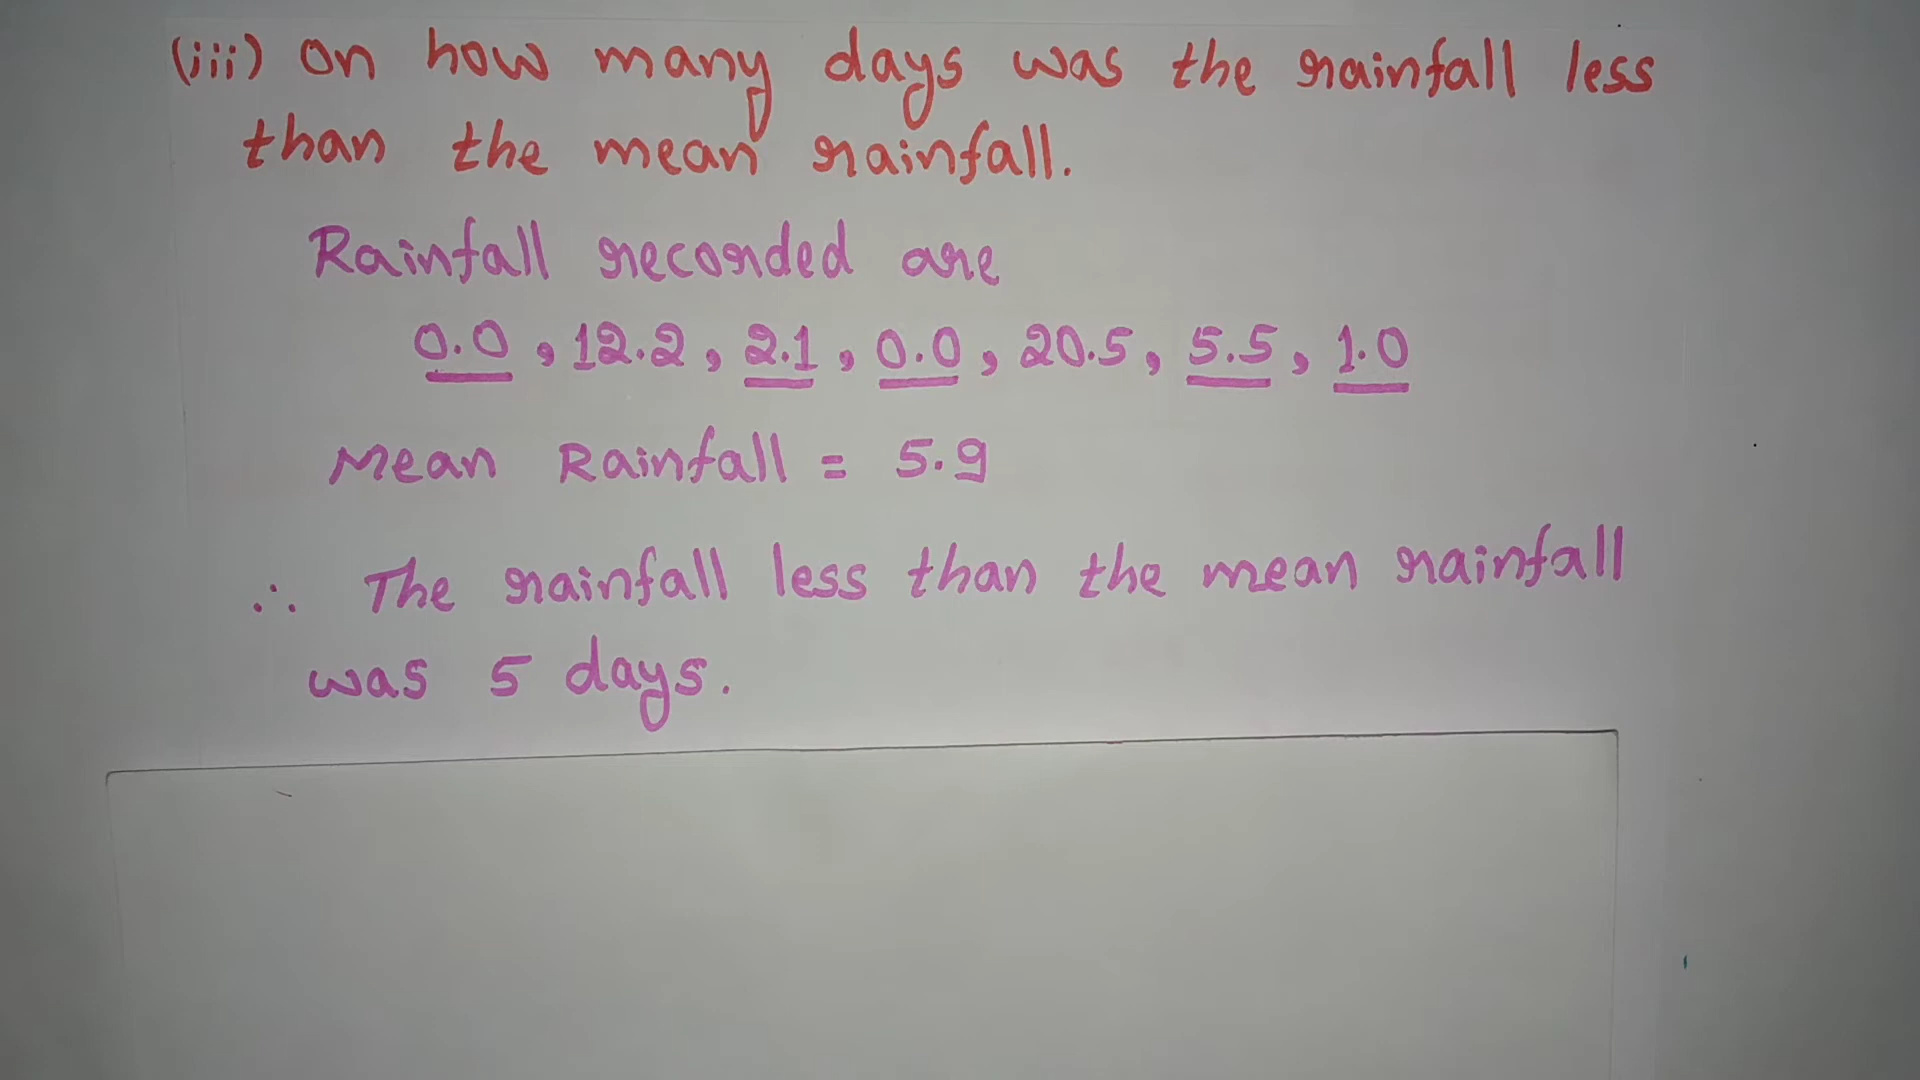 (iii) On how many days was the rainfall less
than the mean rainfall.
Rainfall recorded are
0.0, 12.2, 2.1, 0.0, 20.5, 5.5, 1.0
Mean Rainfall = 5.9
∴ The rainfall less than the mean rainfall
was 5 days.